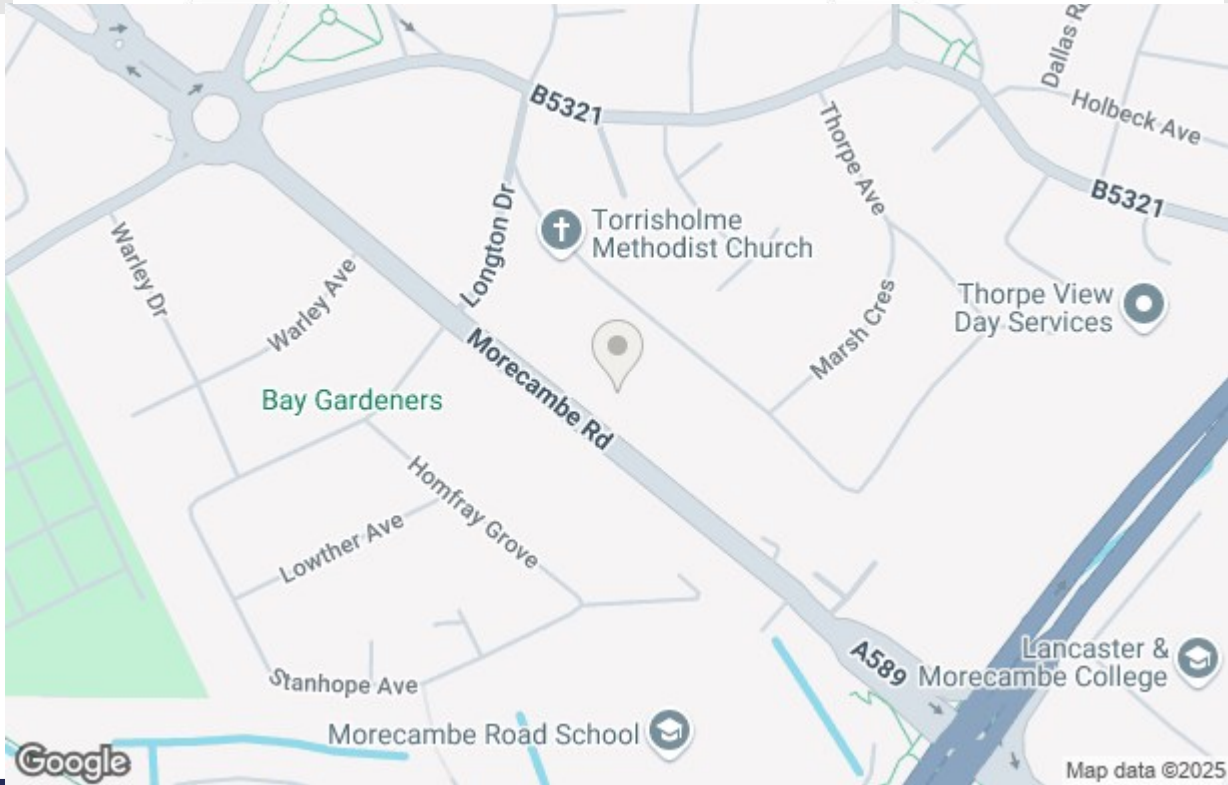 B5321
Dallas R
Holbeck Ave
Thorpe Ave
B5321
Longton Dr
Torrisholme
Methodist Church
Warley Dr
Warley Ave
Thorpe View
Day Services
Marsh Cres
Morecambe Rd
Bay Gardeners
Homfray Grove
Lowther Ave
Stanhope Ave
A589
Lancaster &
Morecambe College
Morecambe Road School
Google
Map data ©2025